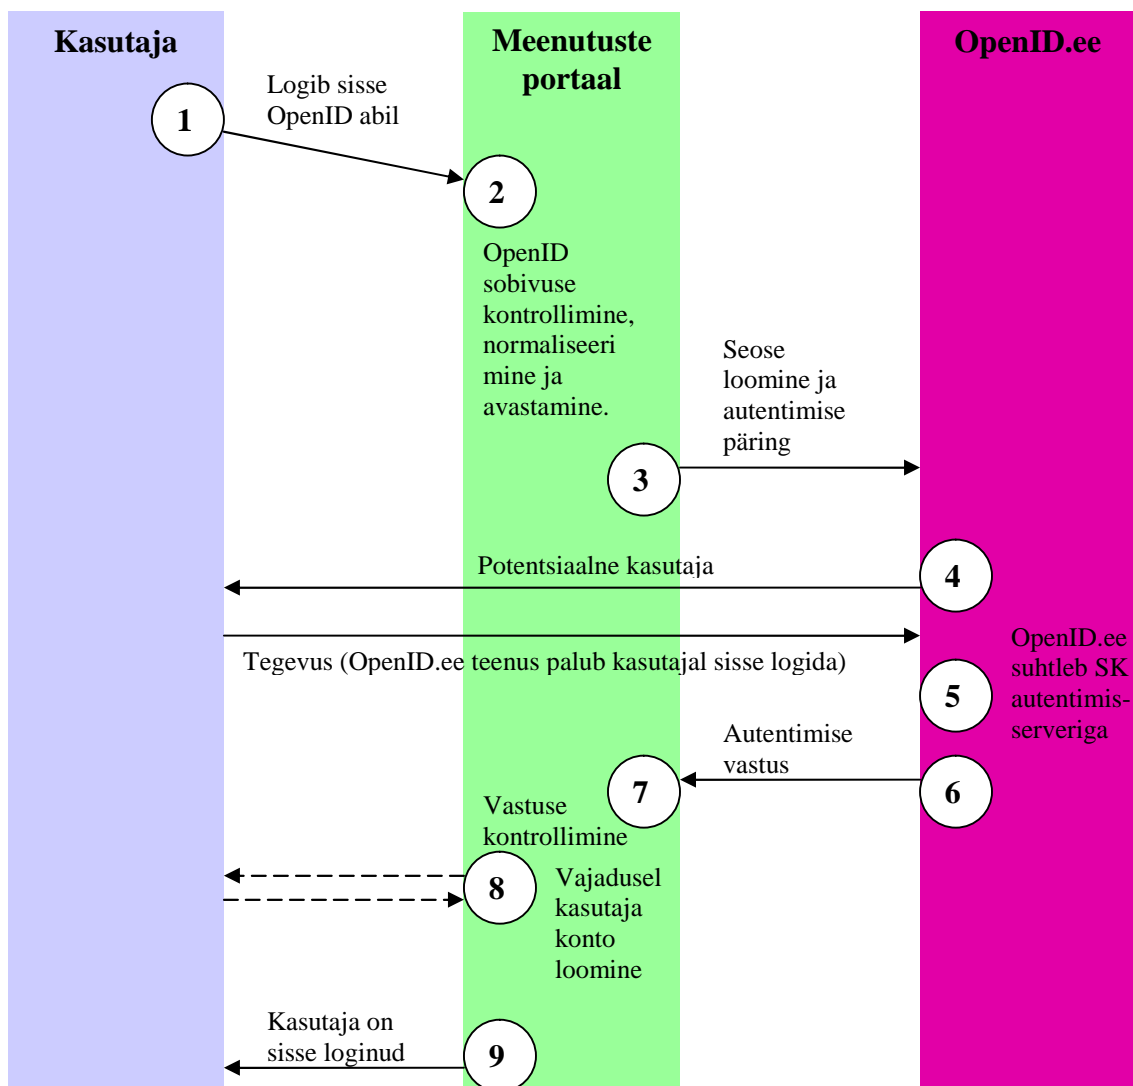 Kasutaja
Meenutuste
portaal
OpenID.ee
Logib sisse
OpenID abil
1
2
OpenID
sobivuse
kontrollimine,
normaliseeri
mine ja
avastamine.
Seose
loomine ja
autentimise
päring
3
Potentsiaalne kasutaja
4
Tegevus (OpenID.ee teenus palub kasutajal sisse logida)
OpenID.ee
suhtleb SK
autentimis-
serveriga
5
Autentimise
vastus
6
7
Vastuse
kontrollimine
8
Vajadusel
kasutaja
konto
loomine
Kasutaja on
sisse loginud
9